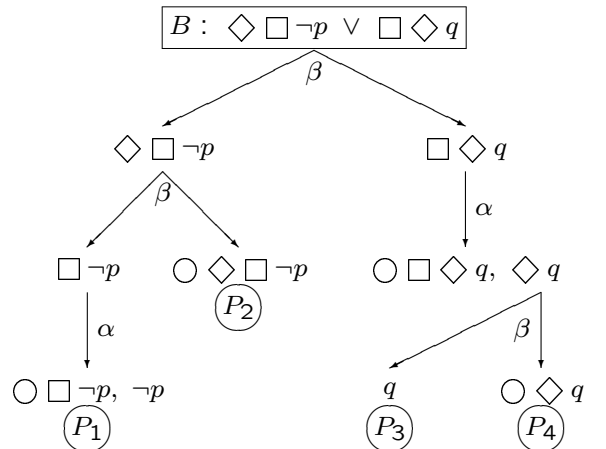 B : ◇ □ ¬p ∨ □ ◇ q
β
◇ □ ¬p □ ◇ q
β α
□ ¬p ○ ◇ □ ¬p ○ □ ◇ q, ◇ q
P₂
α β
○ □ ¬p, ¬p q ○ ◇ q
P₁ P₃ P₄